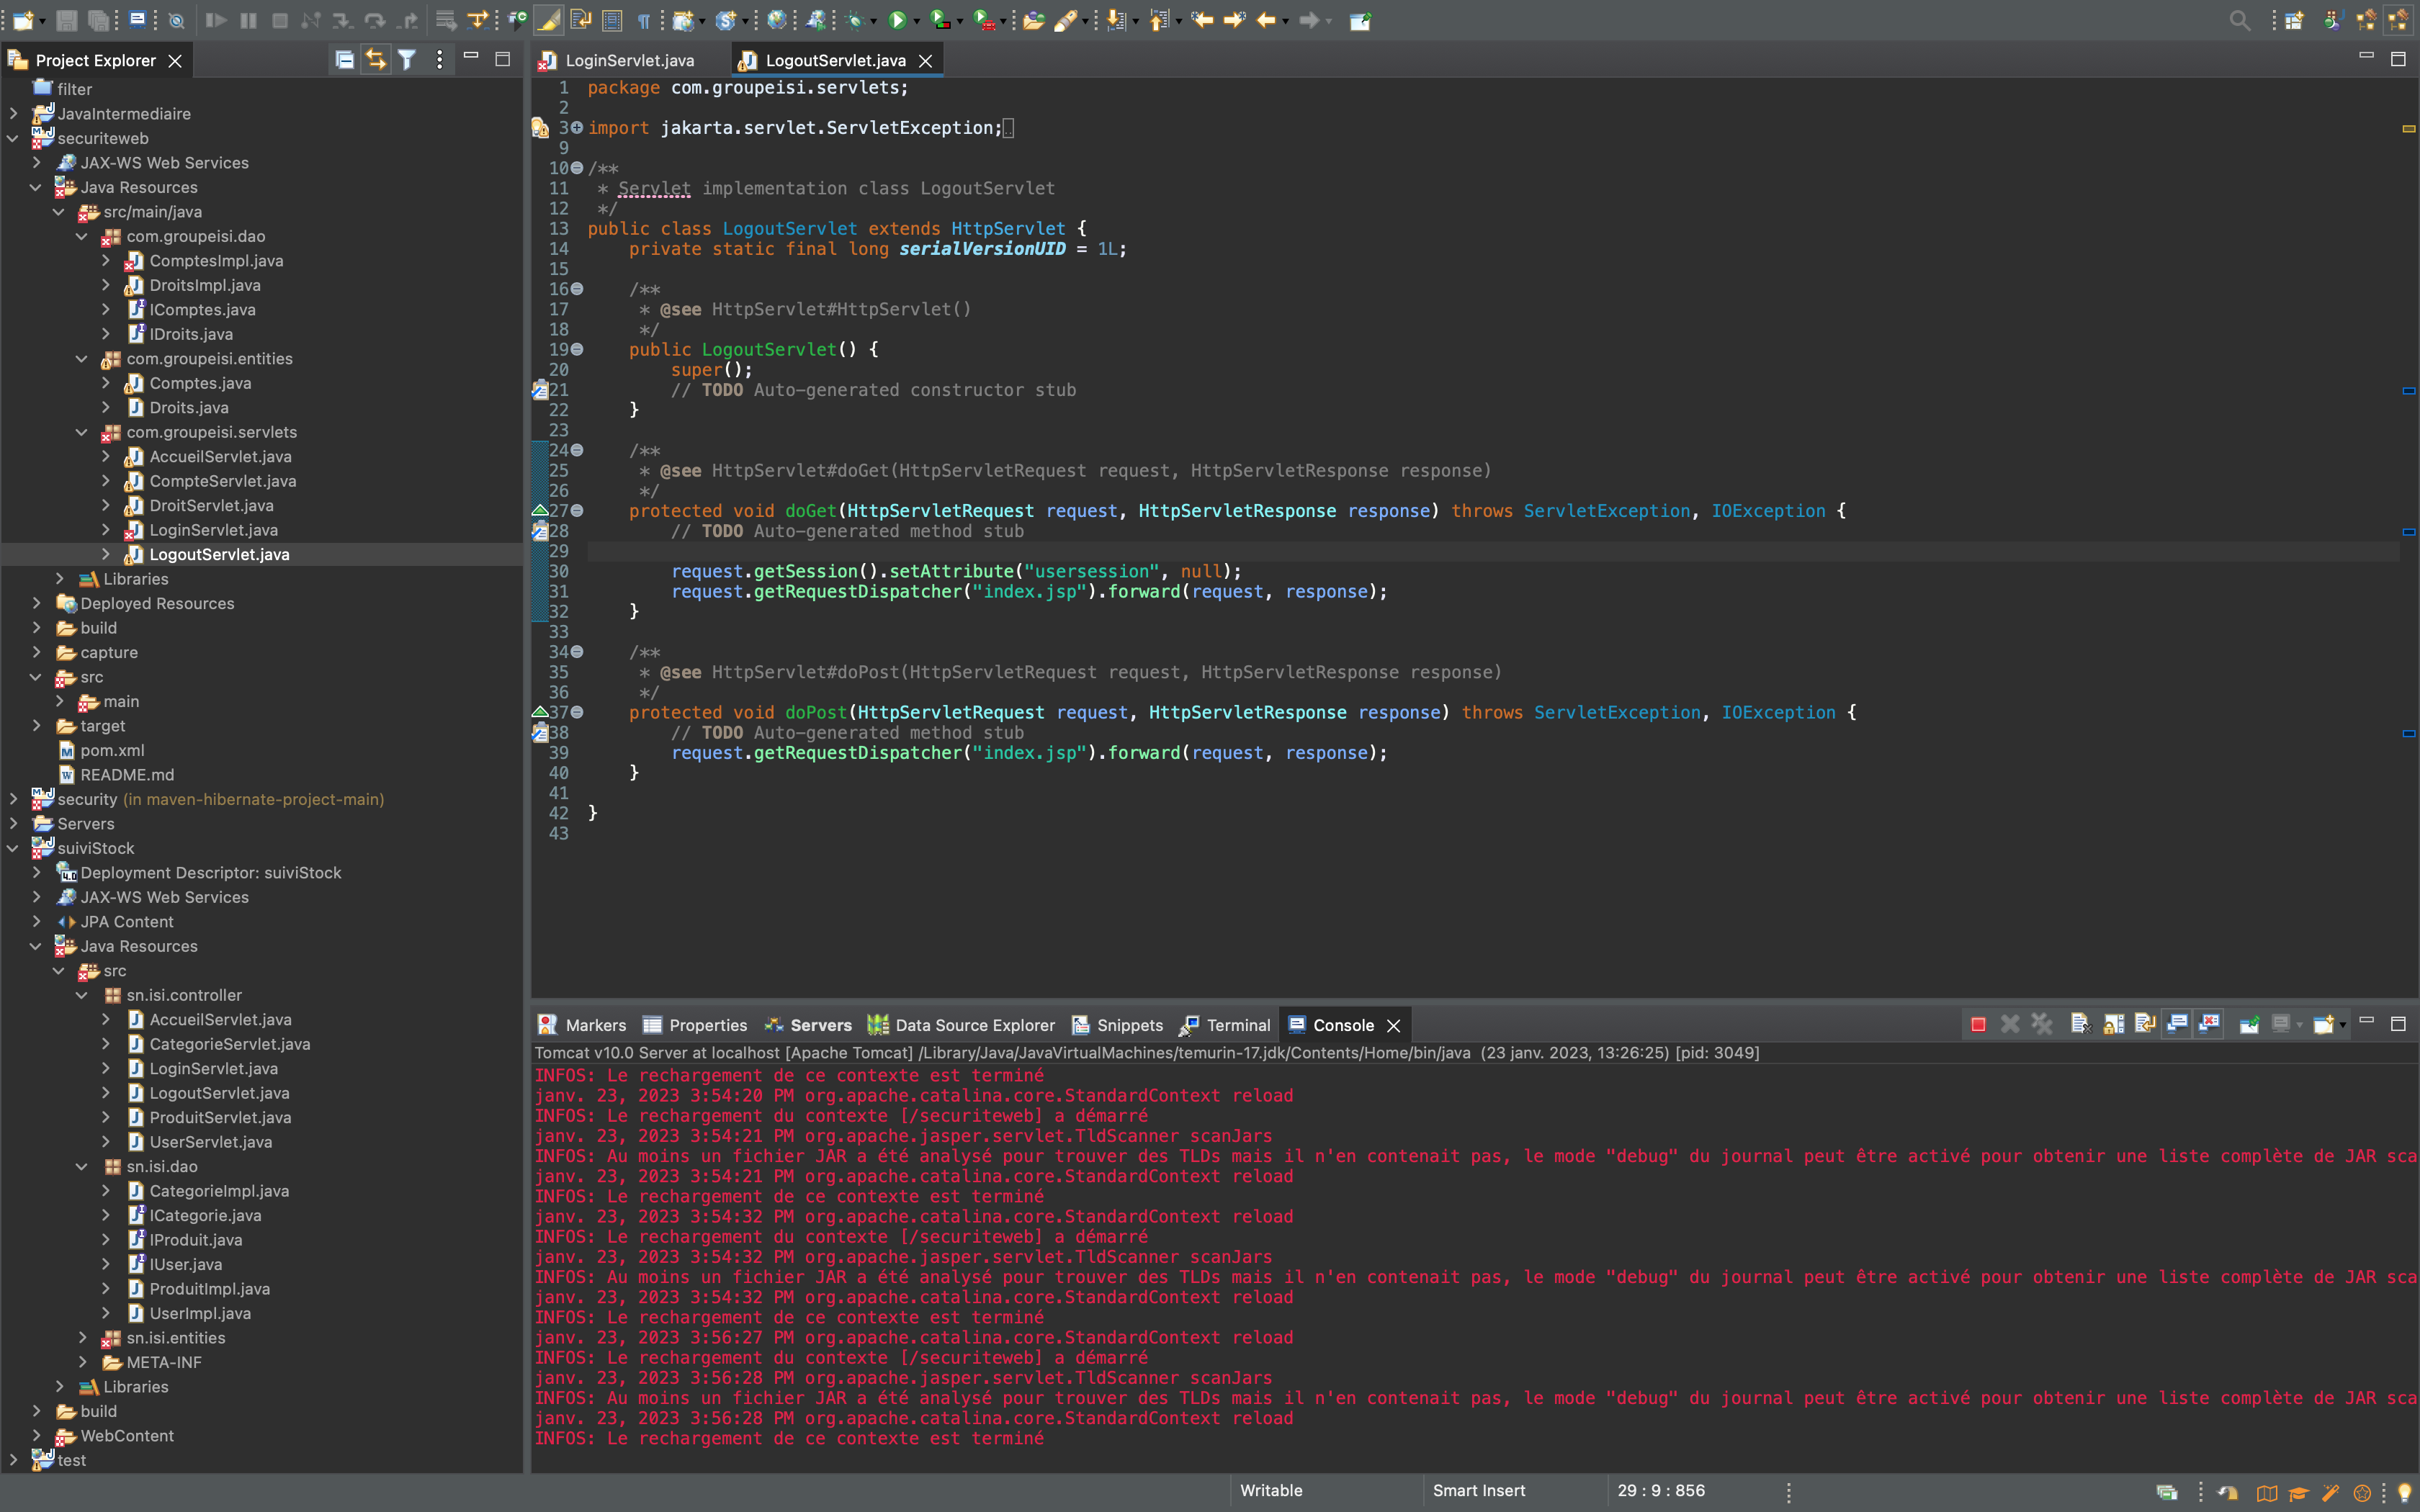 Project Explorer
filter
JavaIntermediaire
securiteweb
JAX-WS Web Services
Java Resources
src/main/java
com.groupeisi.dao
ComptesImpl.java
DroitsImpl.java
IComptes.java
IDroits.java
com.groupeisi.entities
Comptes.java
Droits.java
com.groupeisi.servlets
AccueilServlet.java
CompteServlet.java
DroitServlet.java
LoginServlet.java
LogoutServlet.java
Libraries
Deployed Resources
build
capture
src
main
target
pom.xml
README.md
security (in maven-hibernate-project-main)
Servers
suiviStock
Deployment Descriptor: suiviStock
JAX-WS Web Services
JPA Content
Java Resources
src
sn.isi.controller
AccueilServlet.java
CategorieServlet.java
LoginServlet.java
LogoutServlet.java
ProduitServlet.java
UserServlet.java
sn.isi.dao
CategorieImpl.java
ICategorie.java
IProduit.java
IUser.java
ProduitImpl.java
UserImpl.java
sn.isi.entities
META-INF
Libraries
build
WebContent
test
LoginServlet.java LogoutServlet.java
1 package com.groupeisi.servlets;
2
3 import jakarta.servlet.ServletException;
9
10 /**
11 * Servlet implementation class LogoutServlet
12 */
13 public class LogoutServlet extends HttpServlet {
14 private static final long serialVersionUID = 1L;
15
16 /**
17 * @see HttpServlet#HttpServlet()
18 */
19 public LogoutServlet() {
20 super();
21 // TODO Auto-generated constructor stub
22 }
23
24 /**
25 * @see HttpServlet#doGet(HttpServletRequest request, HttpServletResponse response)
26 */
27 protected void doGet(HttpServletRequest request, HttpServletResponse response) throws ServletException, IOException {
28 // TODO Auto-generated method stub
29
30 request.getSession().setAttribute("usersession", null);
31 request.getRequestDispatcher("index.jsp").forward(request, response);
32 }
33
34 /**
35 * @see HttpServlet#doPost(HttpServletRequest request, HttpServletResponse response)
36 */
37 protected void doPost(HttpServletRequest request, HttpServletResponse response) throws ServletException, IOException {
38 // TODO Auto-generated method stub
39 request.getRequestDispatcher("index.jsp").forward(request, response);
40 }
41
42 }
43
Markers Properties Servers Data Source Explorer Snippets Terminal Console
Tomcat v10.0 Server at localhost [Apache Tomcat] /Library/Java/JavaVirtualMachines/temurin-17.jdk/Contents/Home/bin/java (23 janv. 2023, 13:26:25) [pid: 3049]
INFOS: Le rechargement de ce contexte est terminé
janv. 23, 2023 3:54:20 PM org.apache.catalina.core.StandardContext reload
INFOS: Le rechargement du contexte [/securiteweb] a démarré
janv. 23, 2023 3:54:21 PM org.apache.jasper.servlet.TldScanner scanJars
INFOS: Au moins un fichier JAR a été analysé pour trouver des TLDs mais il n'en contenait pas, le mode "debug" du journal peut être activé pour obtenir une liste complète de JAR sca
janv. 23, 2023 3:54:21 PM org.apache.catalina.core.StandardContext reload
INFOS: Le rechargement de ce contexte est terminé
janv. 23, 2023 3:54:32 PM org.apache.catalina.core.StandardContext reload
INFOS: Le rechargement du contexte [/securiteweb] a démarré
janv. 23, 2023 3:54:32 PM org.apache.jasper.servlet.TldScanner scanJars
INFOS: Au moins un fichier JAR a été analysé pour trouver des TLDs mais il n'en contenait pas, le mode "debug" du journal peut être activé pour obtenir une liste complète de JAR sca
janv. 23, 2023 3:54:32 PM org.apache.catalina.core.StandardContext reload
INFOS: Le rechargement de ce contexte est terminé
janv. 23, 2023 3:56:27 PM org.apache.catalina.core.StandardContext reload
INFOS: Le rechargement du contexte [/securiteweb] a démarré
janv. 23, 2023 3:56:28 PM org.apache.jasper.servlet.TldScanner scanJars
INFOS: Au moins un fichier JAR a été analysé pour trouver des TLDs mais il n'en contenait pas, le mode "debug" du journal peut être activé pour obtenir une liste complète de JAR sca
janv. 23, 2023 3:56:28 PM org.apache.catalina.core.StandardContext reload
INFOS: Le rechargement de ce contexte est terminé
Writable Smart Insert 29 : 9 : 856